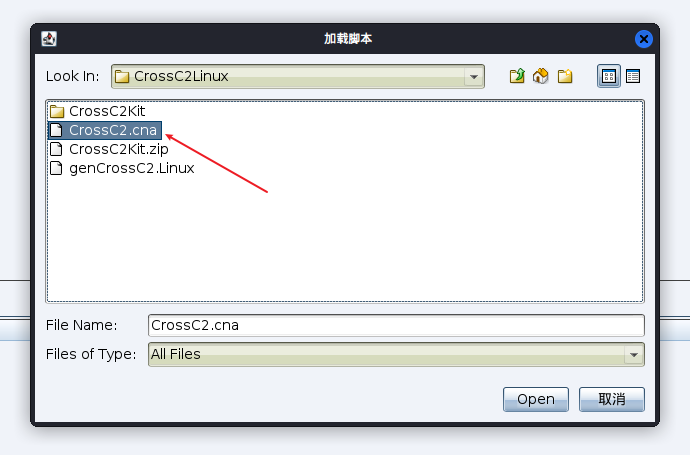 加载脚本
Look In: CrossC2Linux
CrossC2Kit
CrossC2.cna
CrossC2Kit.zip
genCrossC2.Linux
File Name: CrossC2.cna
Files of Type: All Files
Open 取消